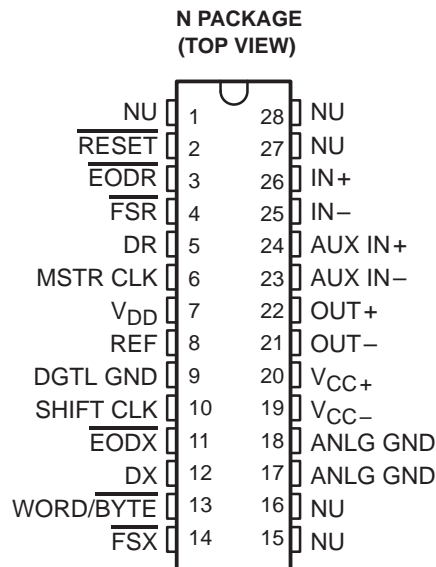 N PACKAGE
(TOP VIEW)
NU 1 28 NU
RESET 2 27 NU
EODR 3 26 IN+
FSR 4 25 IN−
DR 5 24 AUX IN+
MSTR CLK 6 23 AUX IN−
VDD 7 22 OUT+
REF 8 21 OUT−
DGTL GND 9 20 VCC+
SHIFT CLK 10 19 VCC−
EODX 11 18 ANLG GND
DX 12 17 ANLG GND
WORD/BYTE 13 16 NU
FSX 14 15 NU